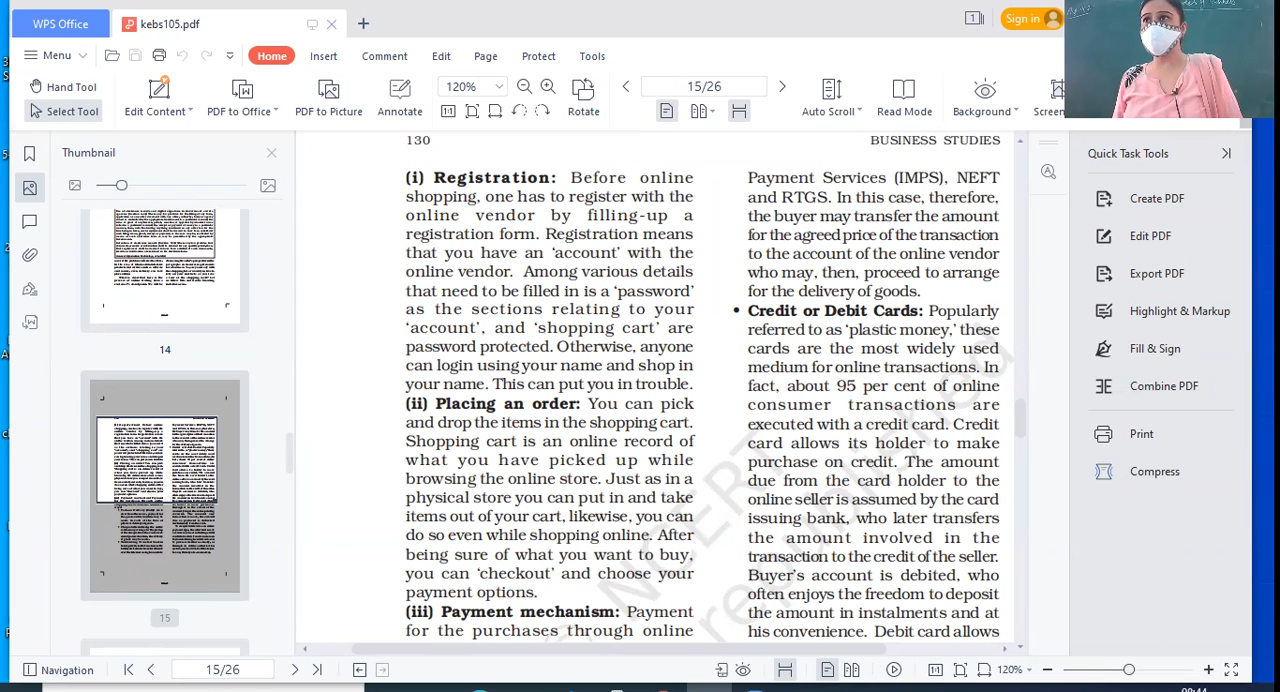 WPS Office
kebs105.pdf
Sign in
Menu
Home
Insert
Comment
Edit
Page
Protect
Tools
Hand Tool
Select Tool
Edit Content
PDF to Office
PDF to Picture
Annotate
120%
Rotate
15/26
Auto Scroll
Read Mode
Background
Screen
Thumbnail
14
15
130
BUSINESS STUDIES
(i) Registration: Before online
shopping, one has to register with the
online vendor by filling-up a
registration form. Registration means
that you have an ‘account’ with the
online vendor. Among various details
that need to be filled in is a ‘password’
as the sections relating to your
‘account’, and ‘shopping cart’ are
password protected. Otherwise, anyone
can login using your name and shop in
your name. This can put you in trouble.
(ii) Placing an order: You can pick
and drop the items in the shopping cart.
Shopping cart is an online record of
what you have picked up while
browsing the online store. Just as in a
physical store you can put in and take
items out of your cart, likewise, you can
do so even while shopping online. After
being sure of what you want to buy,
you can ‘checkout’ and choose your
payment options.
(iii) Payment mechanism: Payment
for the purchases through online
Payment Services (IMPS), NEFT
and RTGS. In this case, therefore,
the buyer may transfer the amount
for the agreed price of the transaction
to the account of the online vendor
who may, then, proceed to arrange
for the delivery of goods.
• Credit or Debit Cards: Popularly
referred to as ‘plastic money,’ these
cards are the most widely used
medium for online transactions. In
fact, about 95 per cent of online
consumer transactions are
executed with a credit card. Credit
card allows its holder to make
purchase on credit. The amount
due from the card holder to the
online seller is assumed by the card
issuing bank, who later transfers
the amount involved in the
transaction to the credit of the seller.
Buyer’s account is debited, who
often enjoys the freedom to deposit
the amount in instalments and at
his convenience. Debit card allows
NCERT
republished
Quick Task Tools
Create PDF
Edit PDF
Export PDF
Highlight & Markup
Fill & Sign
Combine PDF
Print
Compress
Navigation
15/26
120%